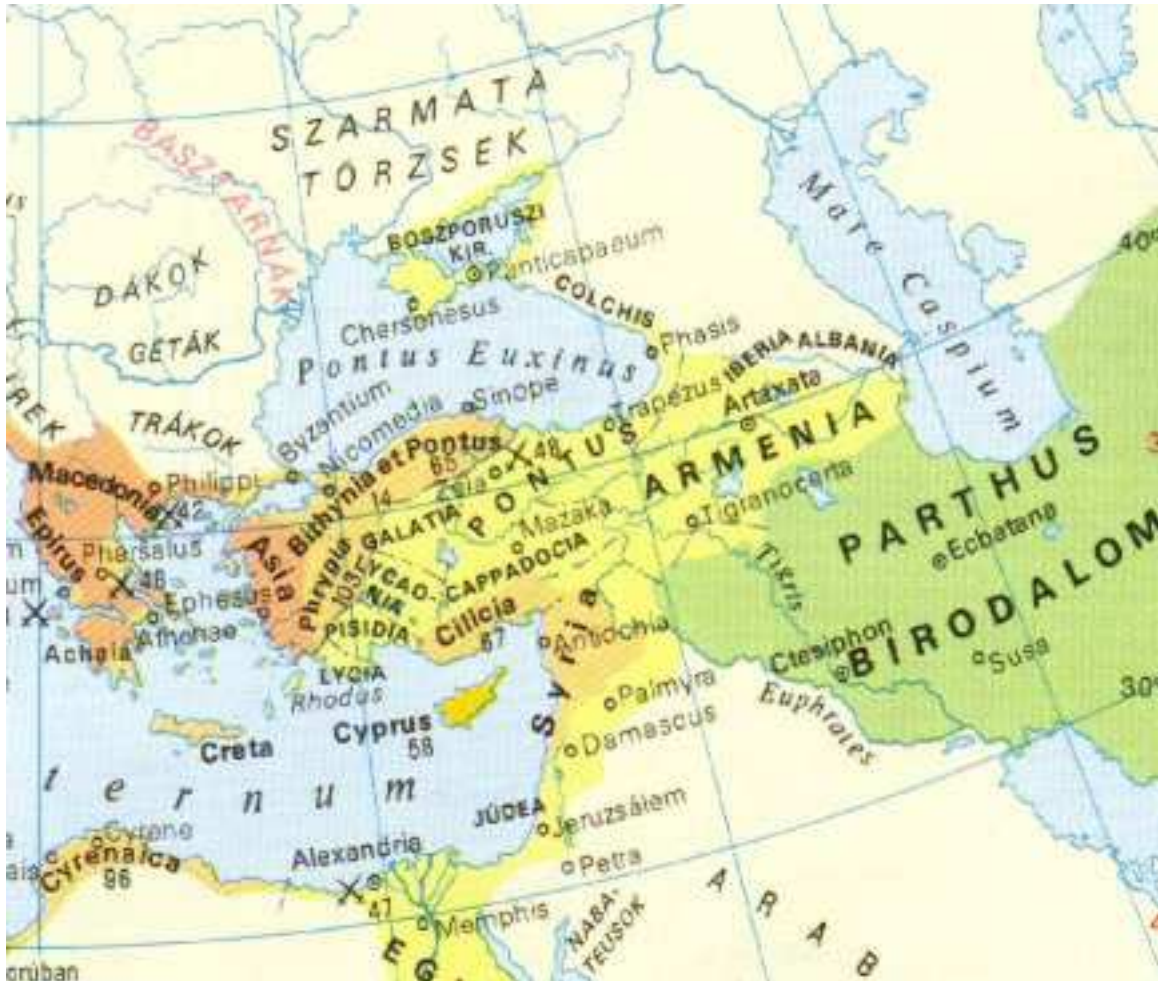 SZARMATA
TÖRZSEK
BASZTARNÁK
DÁKOK
GÉTÁK
TRÁKOK
BOSZPORUSZI
KIR.
Panticapaeum
Chersonesus
COLCHIS
Phasis
Mare Caspium
40°
Pontus Euxinus
IBERIA
ALBANIA
Byzantium
Nicomedia
Sinope
Trapezus
Artaxata
Macedonia
Philippi
42
Bithynia et Pontus
65
14
48
Zela
PONTUS
ARMENIA
PARTHUS
BIRODALOM
Epirus
Pharsalus
48
Asia
Phrygia
103
GALATIA
LYCAO-
NIA
Mazaka
CAPPADOCIA
Tigranocerta
Tigris
Ecbatana
Ephesus
Athenae
Achaia
PISIDIA
Cilicia
67
Antiochia
Syria
Ctesiphon
Susa
LYCIA
Rhodus
Palmyra
Euphrates
30°
Creta
Cyprus
58
Damascus
ternum
JÚDEA
Jeruzsálem
Cyrene
Cyrenaica
96
Alexandria
47
Petra
Memphis
NABA-
TEUSOK
ARAB
EG
orúban